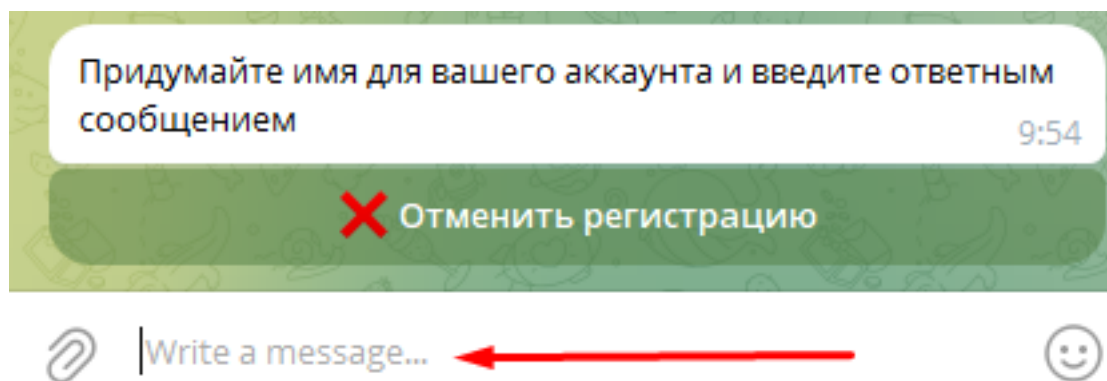 Придумайте имя для вашего аккаунта и введите ответным
сообщением
9:54
Отменить регистрацию
Write a message...